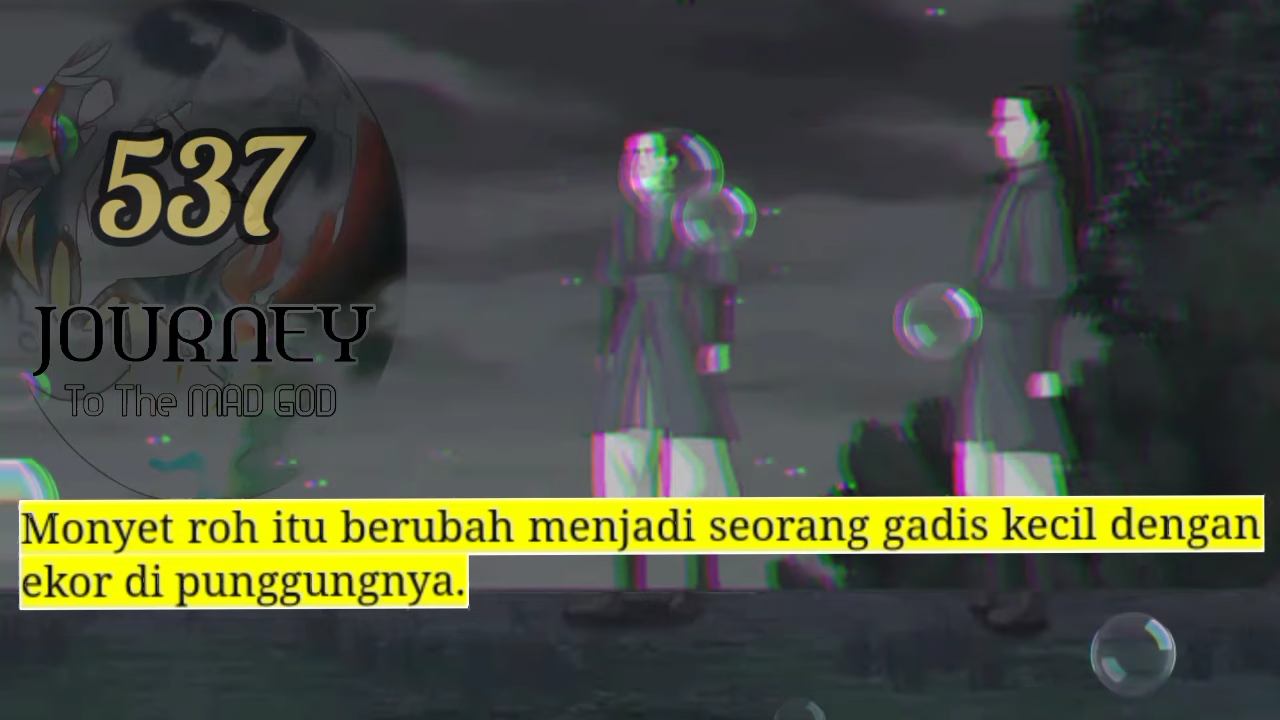 537
JOURNEY
To The MAD GOD
Monyet roh itu berubah menjadi seorang gadis kecil dengan
ekor di punggungnya.